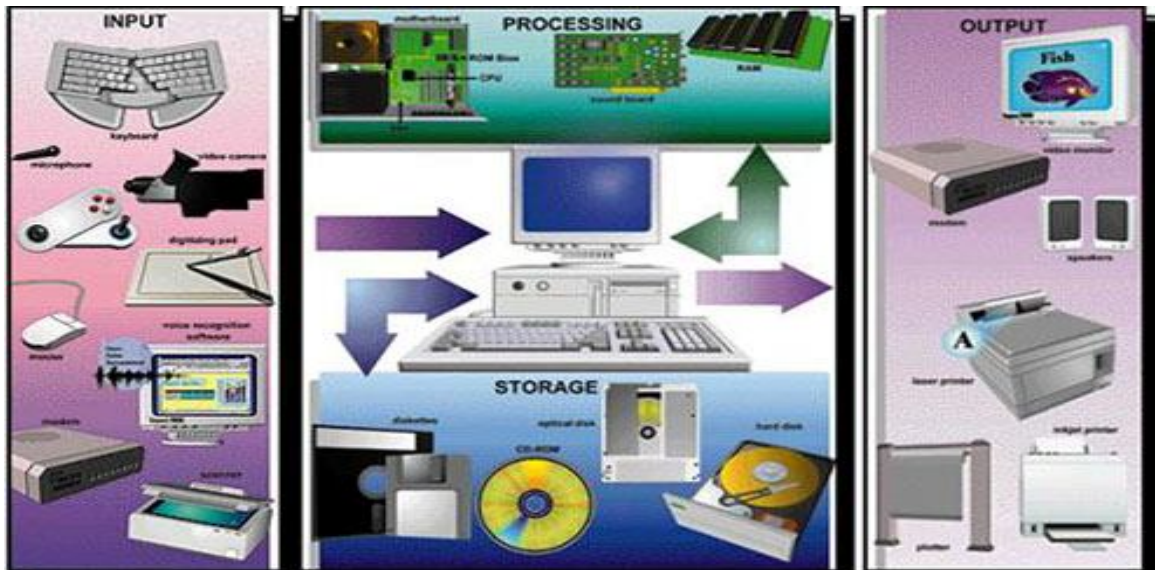 INPUT
keyboard
microphone
video camera
digitizing pad
mouse
voice recognition
software
modem
scanner
PROCESSING
motherboard
ROM Bios
CPU
sound board
RAM
STORAGE
diskettes
optical disk
CD-ROM
hard disk
OUTPUT
Fish
video monitor
modem
speakers
A
laser printer
inkjet printer
plotter